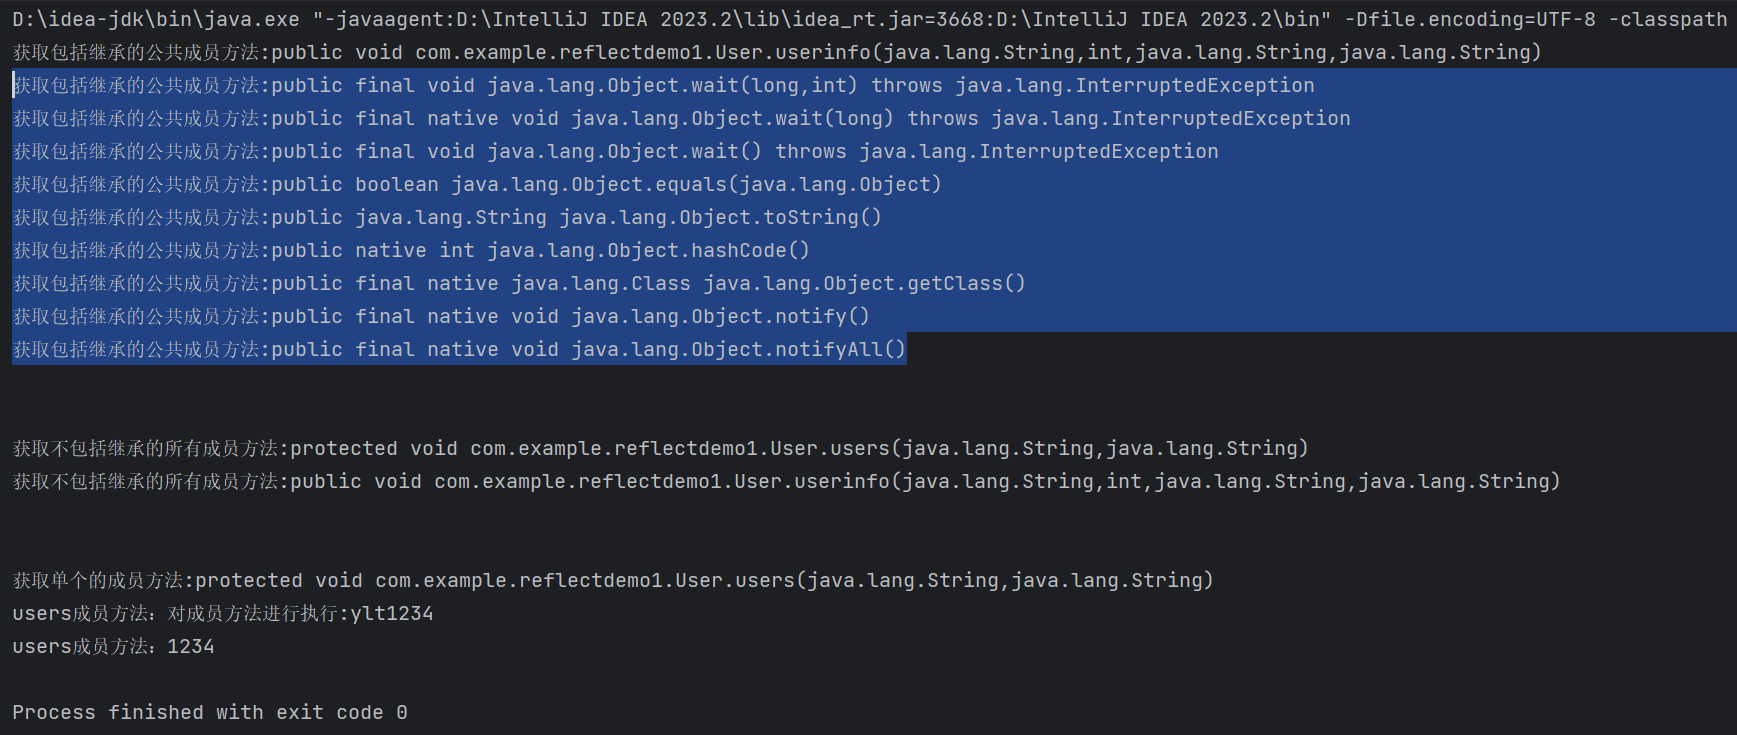 D:\idea-jdk\bin\java.exe "-javaagent:D:\IntelliJ IDEA 2023.2\lib\idea_rt.jar=3668:D:\IntelliJ IDEA 2023.2\bin" -Dfile.encoding=UTF-8 -classpath
获取包括继承的公共成员方法:public void com.example.reflectdemo1.User.userinfo(java.lang.String,int,java.lang.String,java.lang.String)
获取包括继承的公共成员方法:public final void java.lang.Object.wait(long,int) throws java.lang.InterruptedException
获取包括继承的公共成员方法:public final native void java.lang.Object.wait(long) throws java.lang.InterruptedException
获取包括继承的公共成员方法:public final void java.lang.Object.wait() throws java.lang.InterruptedException
获取包括继承的公共成员方法:public boolean java.lang.Object.equals(java.lang.Object)
获取包括继承的公共成员方法:public java.lang.String java.lang.Object.toString()
获取包括继承的公共成员方法:public native int java.lang.Object.hashCode()
获取包括继承的公共成员方法:public final native java.lang.Class java.lang.Object.getClass()
获取包括继承的公共成员方法:public final native void java.lang.Object.notify()
获取包括继承的公共成员方法:public final native void java.lang.Object.notifyAll()
获取不包括继承的所有成员方法:protected void com.example.reflectdemo1.User.users(java.lang.String,java.lang.String)
获取不包括继承的所有成员方法:public void com.example.reflectdemo1.User.userinfo(java.lang.String,int,java.lang.String,java.lang.String)
获取单个的成员方法:protected void com.example.reflectdemo1.User.users(java.lang.String,java.lang.String)
users成员方法：对成员方法进行执行:ylt1234
users成员方法：1234
Process finished with exit code 0